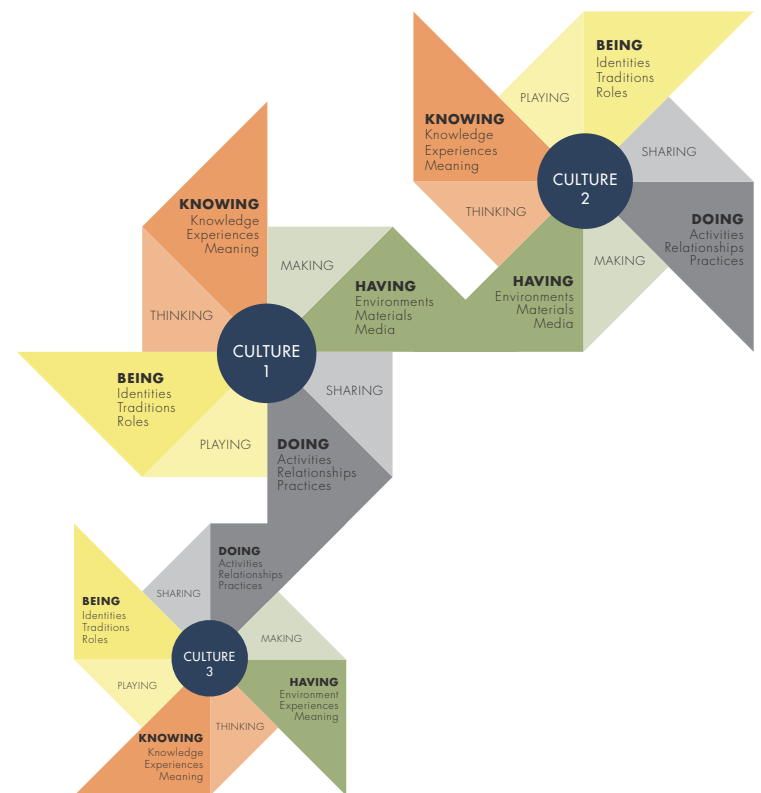 BEING
Identities
Traditions
Roles
PLAYING
KNOWING
Knowledge
Experiences
Meaning
SHARING
CULTURE
2
THINKING
DOING
Activities
Relationships
Practices
MAKING
HAVING
Environments
Materials
Media
KNOWING
Knowledge
Experiences
Meaning
MAKING
HAVING
Environments
Materials
Media
THINKING
CULTURE
1
BEING
Identities
Traditions
Roles
SHARING
PLAYING
DOING
Activities
Relationships
Practices
DOING
Activities
Relationships
Practices
SHARING
BEING
Identities
Traditions
Roles
MAKING
CULTURE
3
PLAYING
HAVING
Environment
Experiences
Meaning
THINKING
KNOWING
Knowledge
Experiences
Meaning